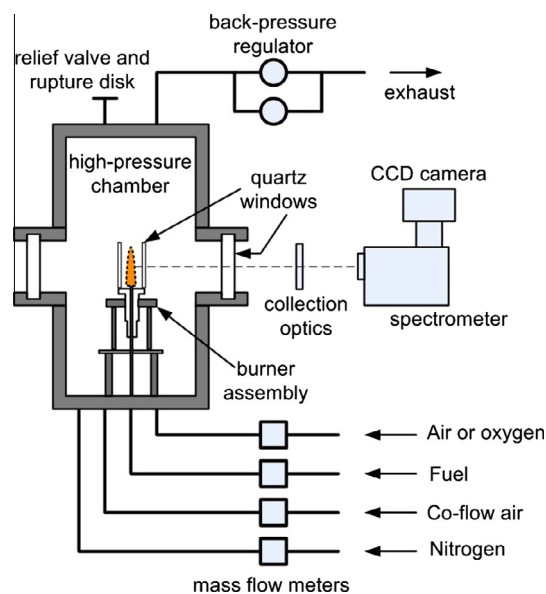 back-pressure
regulator
relief valve and
rupture disk
exhaust
high-pressure
chamber
quartz
windows
CCD camera
collection
optics
spectrometer
burner
assembly
Air or oxygen
Fuel
Co-flow air
Nitrogen
mass flow meters